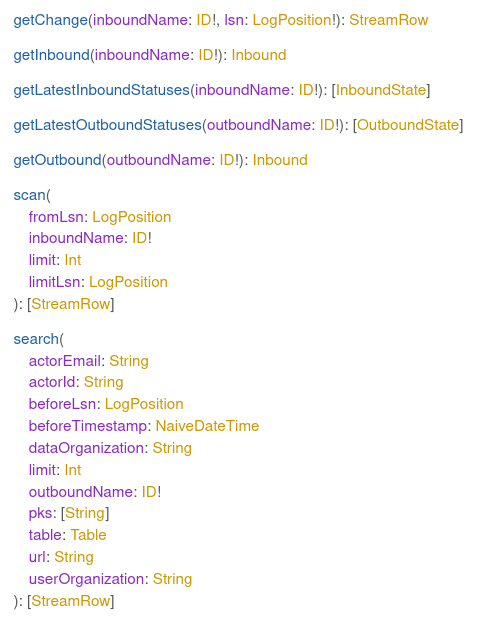 getChange(inboundName: ID!, lsn: LogPosition!): StreamRow
getInbound(inboundName: ID!): Inbound
getLatestInboundStatuses(inboundName: ID!): [InboundState]
getLatestOutboundStatuses(outboundName: ID!): [OutboundState]
getOutbound(outboundName: ID!): Inbound
scan(
fromLsn: LogPosition
inboundName: ID!
limit: Int
limitLsn: LogPosition
): [StreamRow]
search(
actorEmail: String
actorId: String
beforeLsn: LogPosition
beforeTimestamp: NaiveDateTime
dataOrganization: String
limit: Int
outboundName: ID!
pks: [String]
table: Table
url: String
userOrganization: String
): [StreamRow]